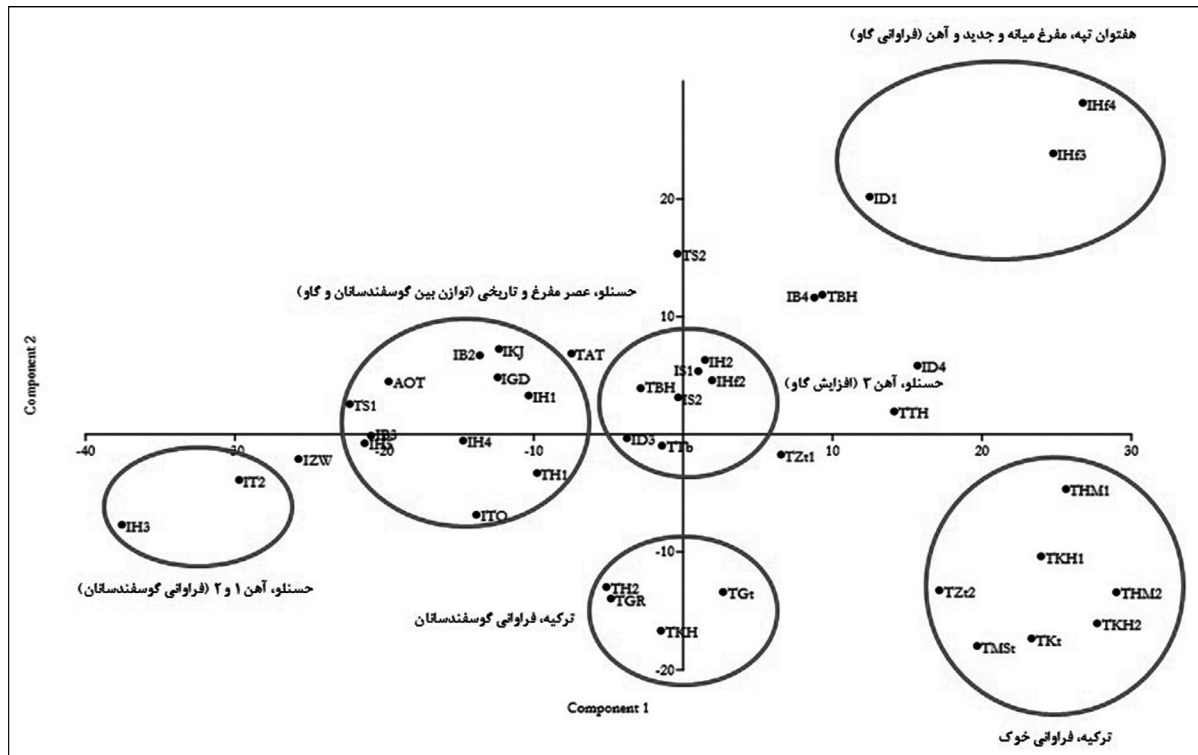 هفتوان تپه، مفرغ میانه و جدید و آهن (فراوانی گاو)
IHf4
IHf3
ID1
20
TS2
حسنلو، عصر مفرغ و تاریخی (توازن بین گوسفندسانان و گاو)
IB4
TBH
10
IKJ
IB2
TAT
IH2
ID4
IS1
IGD
IHf2
حسنلو، آهن ۳ (افزایش گاو)
AOT
TBH
IH1
IS2
TS1
TTH
Component 2
IB3
IH5
IH4
ID3
TTb
-40
-30
-20
-10
10
20
30
IZW
TZt1
TH1
IT2
THM1
ITO
IH3
-10
TKH1
حسنلو، آهن ۱ و ۲ (فراوانی گوسفندسانان)
TH2
TGR
TGt
TZt2
THM2
ترکیه، فراوانی گوسفندسانان
TKH
TKH2
TKt
TMSt
-20
Component 1
ترکیه، فراوانی خوک